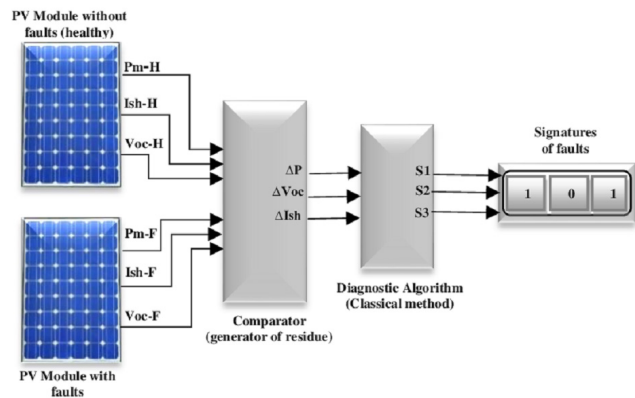 PV Module without
faults (healthy)
Pm-H
Ish-H
Voc-H
Pm-F
Ish-F
Voc-F
PV Module with
faults
ΔP
ΔVoc
ΔIsh
Comparator
(generator of residue)
S1
S2
S3
Diagnostic Algorithm
(Classical method)
Signatures
of faults
1 0 1